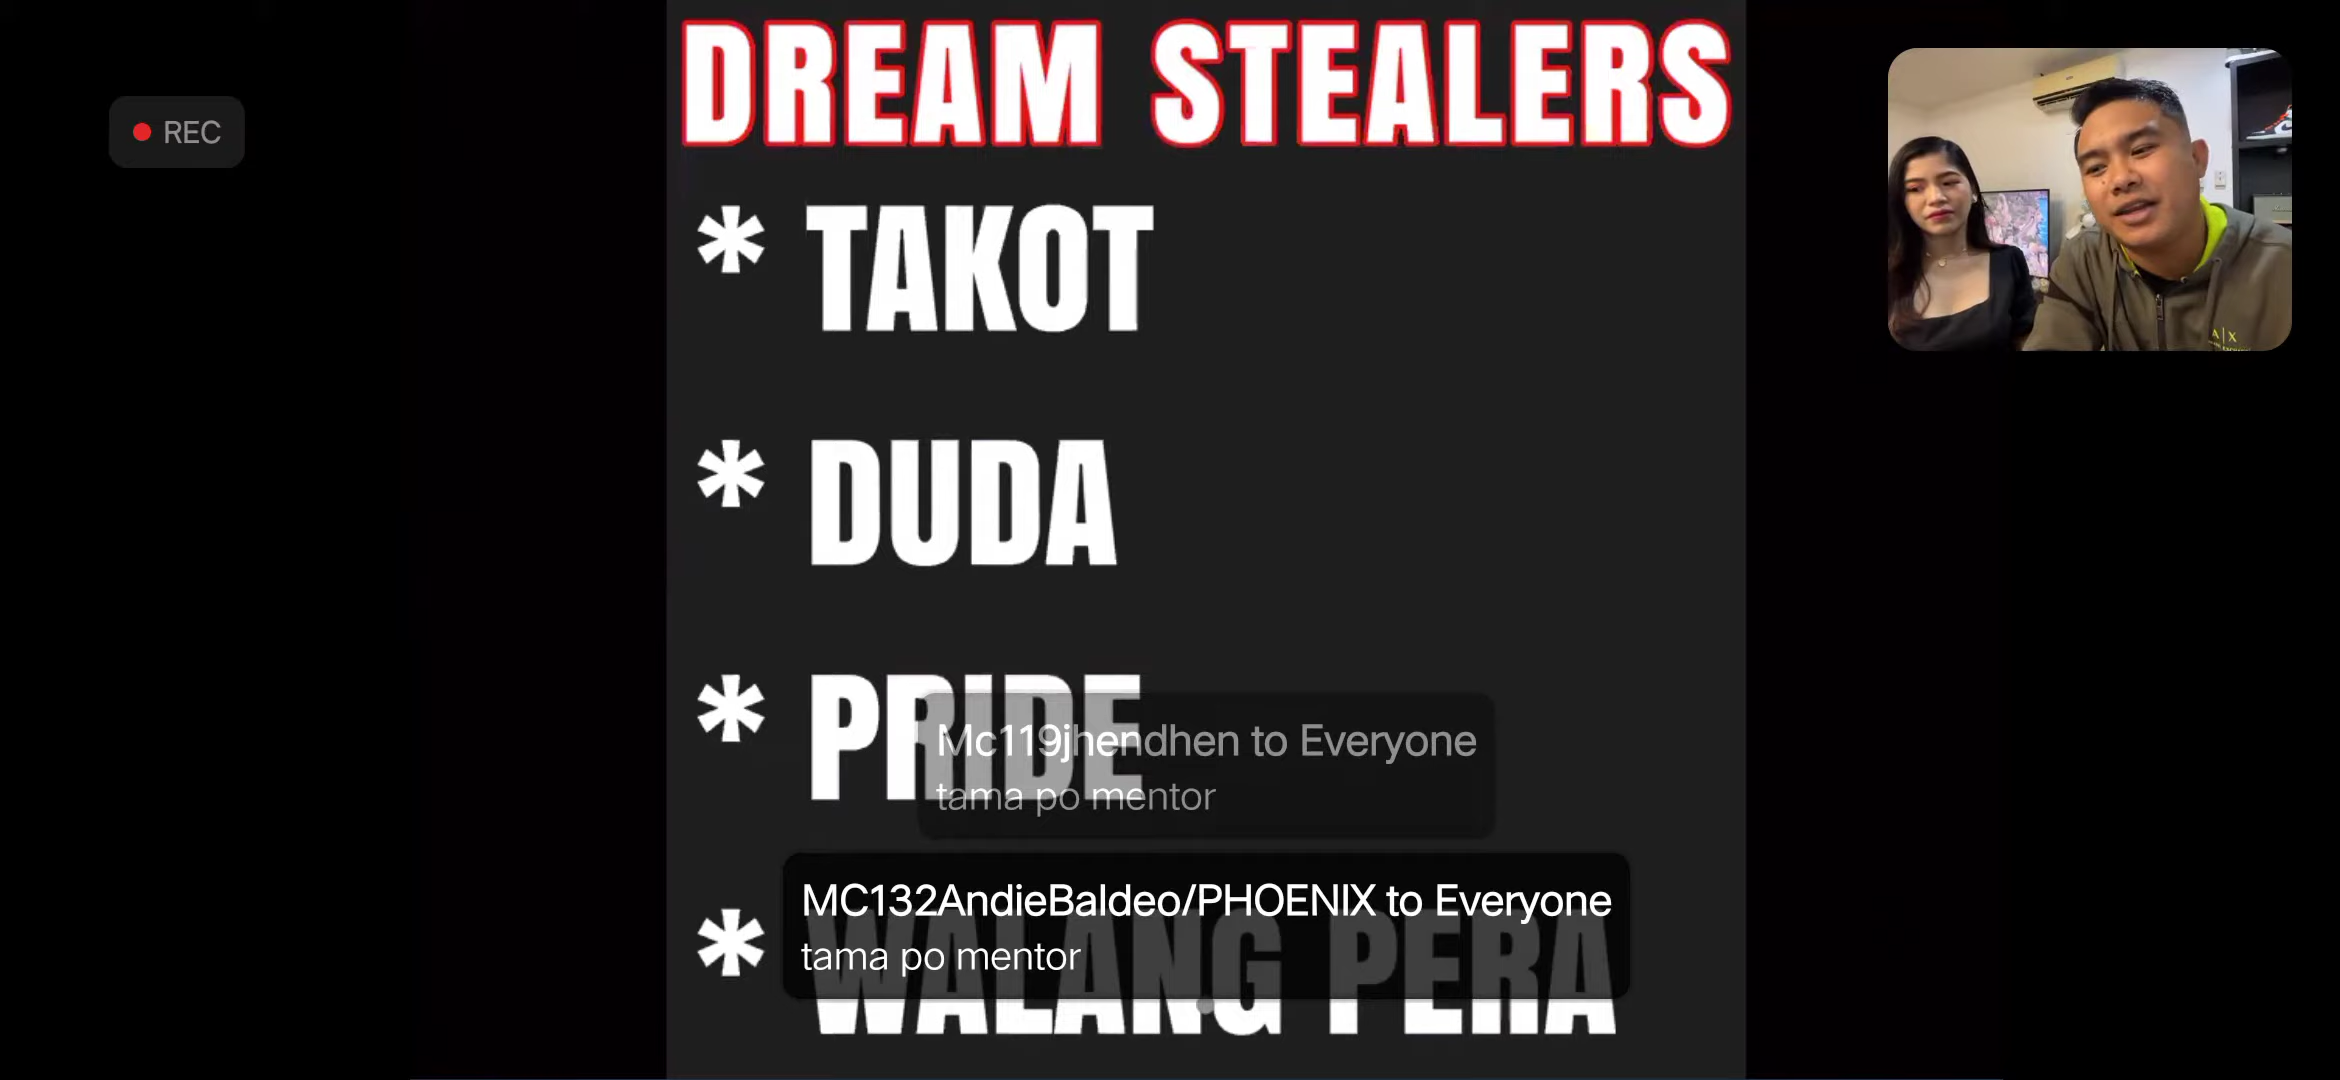 DREAM STEALERS
REC
* TAKOT
* DUDA
* PRIDE
Mc119jhendhen to Everyone
tama po mentor
MC132AndieBaldeo/PHOENIX to Everyone
tama po mentor
* WALANG PERA
A|X